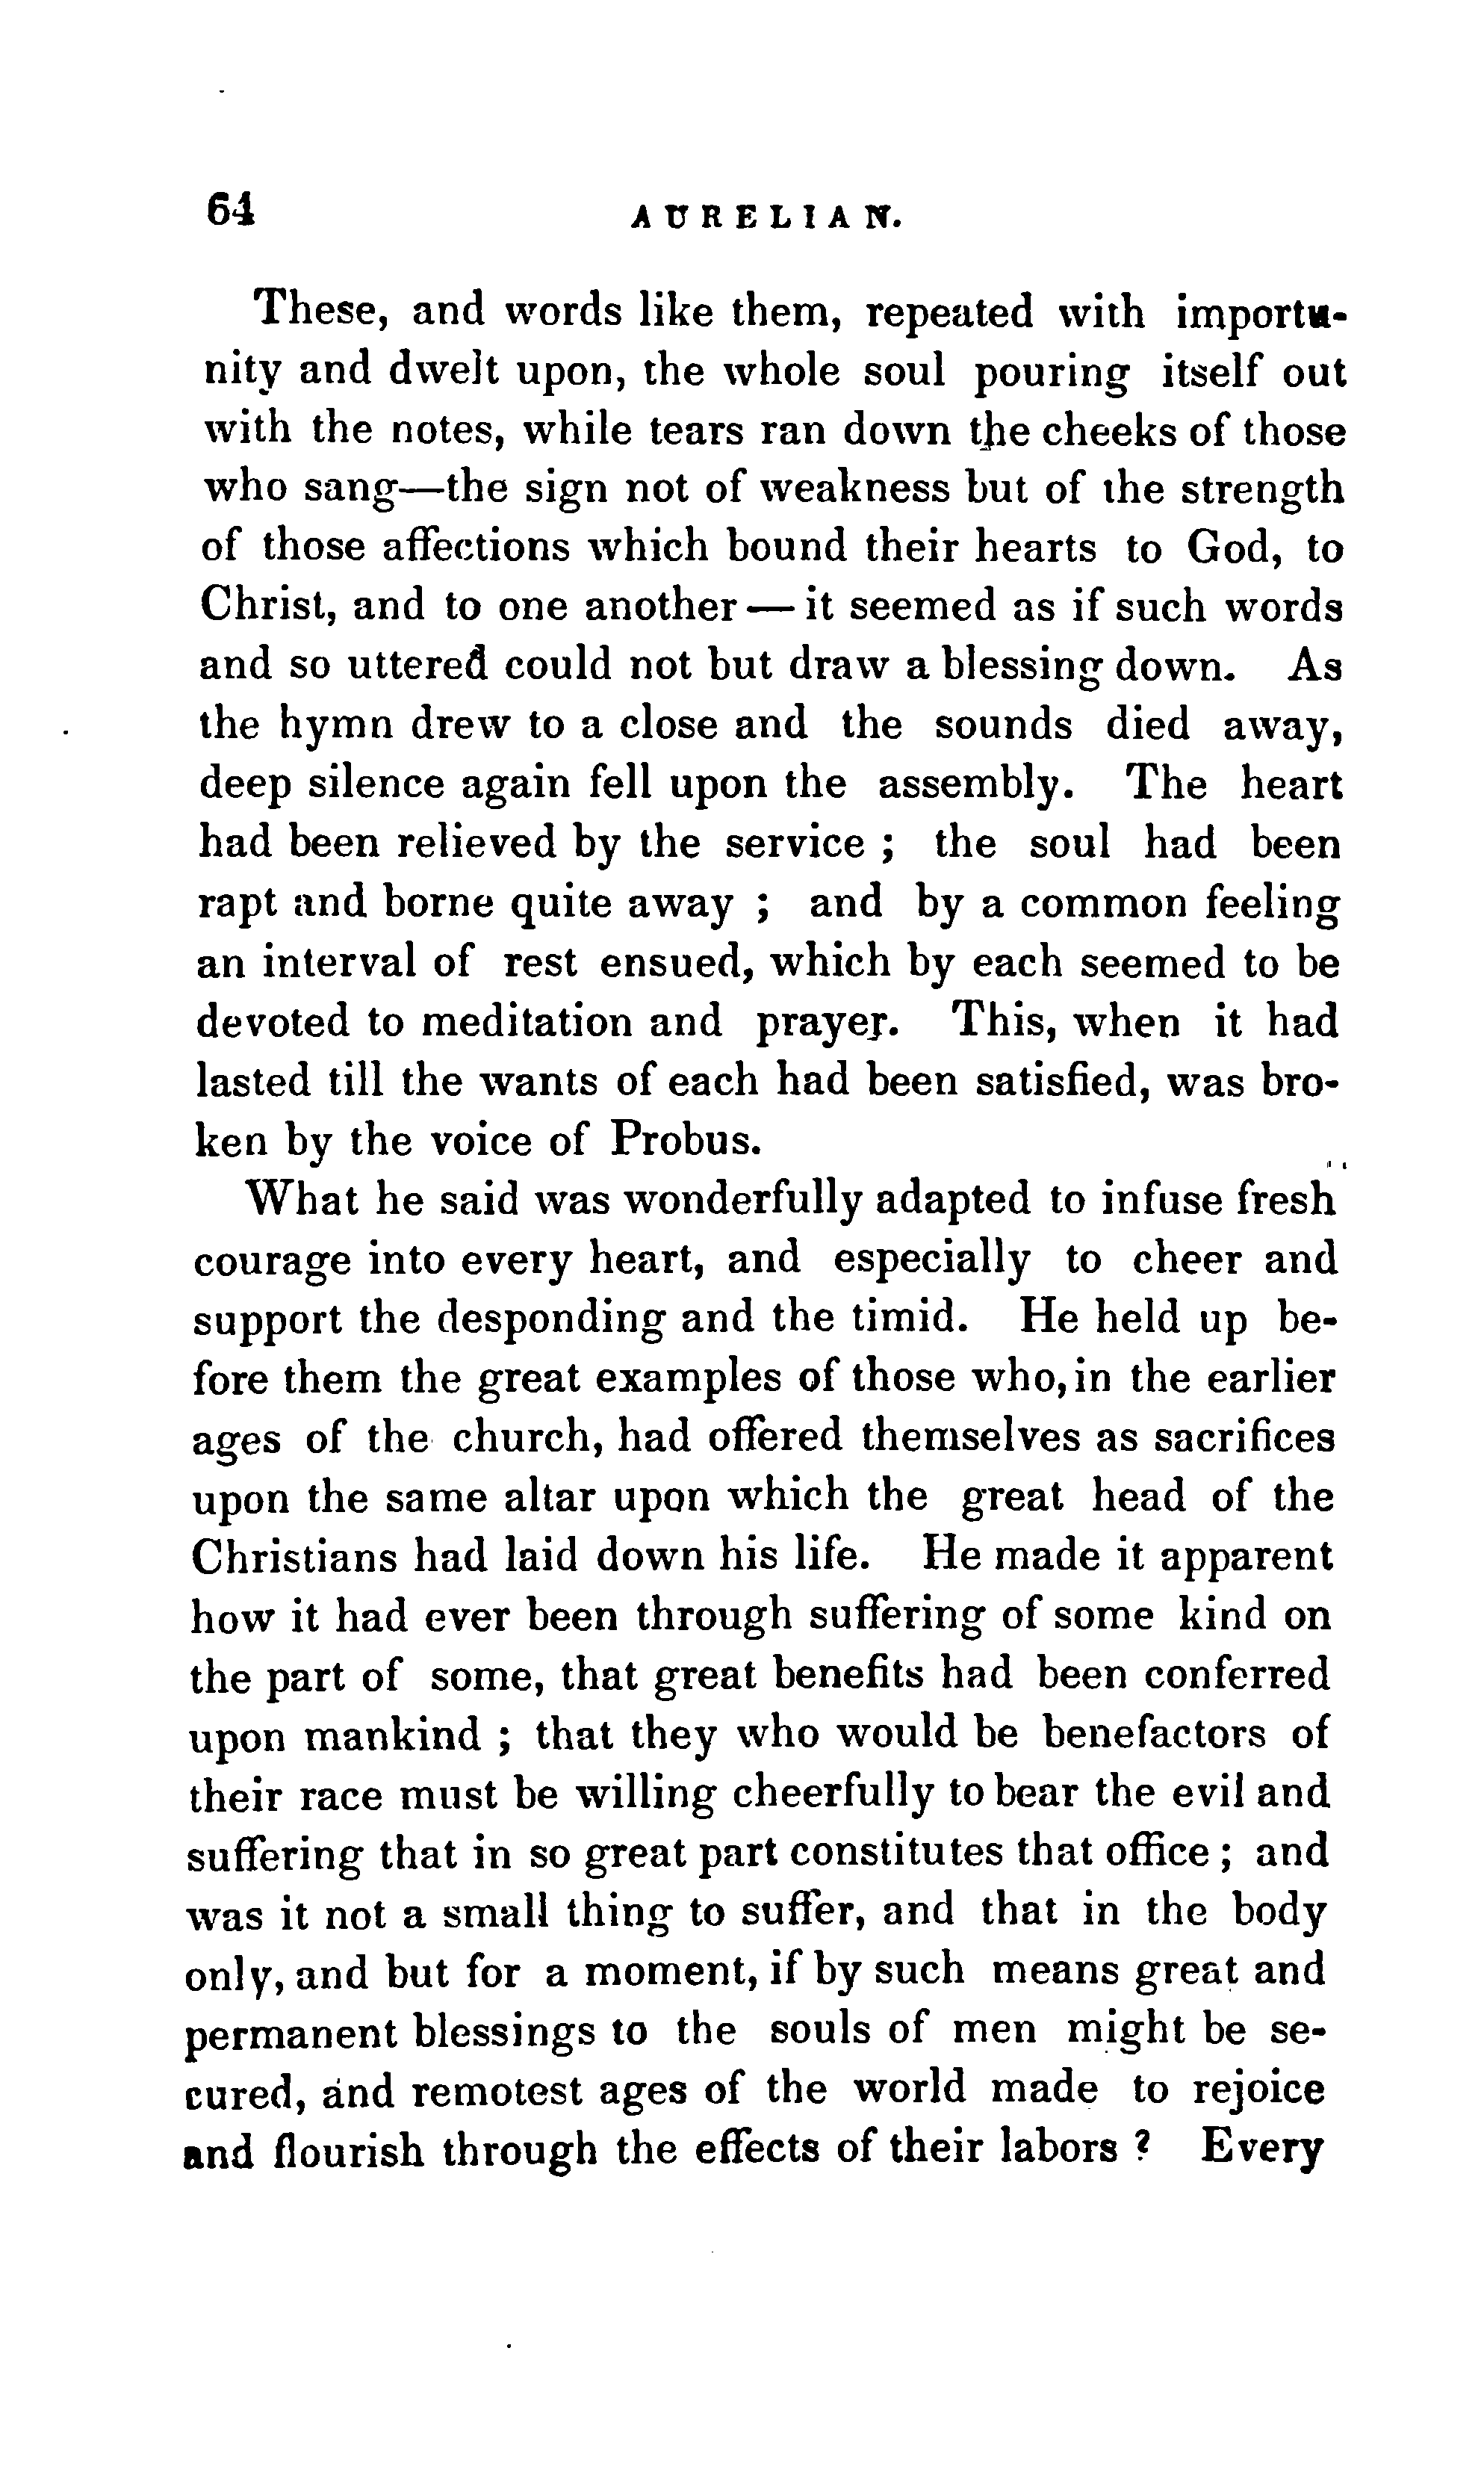 64
AURELIAN.
These, and words like them, repeated with importu-
nity and dwelt upon, the whole soul pouring itself out
with the notes, while tears ran down the cheeks of those
who sang—the sign not of weakness but of the strength
of those affections which bound their hearts to God, to
Christ, and to one another — it seemed as if such words
and so uttered could not but draw a blessing down. As
the hymn drew to a close and the sounds died away,
deep silence again fell upon the assembly. The heart
had been relieved by the service ; the soul had been
rapt and borne quite away ; and by a common feeling
an interval of rest ensued, which by each seemed to be
devoted to meditation and prayer. This, when it had
lasted till the wants of each had been satisfied, was bro-
ken by the voice of Probus.
What he said was wonderfully adapted to infuse fresh
courage into every heart, and especially to cheer and
support the desponding and the timid. He held up be-
fore them the great examples of those who, in the earlier
ages of the church, had offered themselves as sacrifices
upon the same altar upon which the great head of the
Christians had laid down his life. He made it apparent
how it had ever been through suffering of some kind on
the part of some, that great benefits had been conferred
upon mankind ; that they who would be benefactors of
their race must be willing cheerfully to bear the evil and
suffering that in so great part constitutes that office ; and
was it not a small thing to suffer, and that in the body
only, and but for a moment, if by such means great and
permanent blessings to the souls of men might be se-
cured, and remotest ages of the world made to rejoice
and flourish through the effects of their labors ? Every